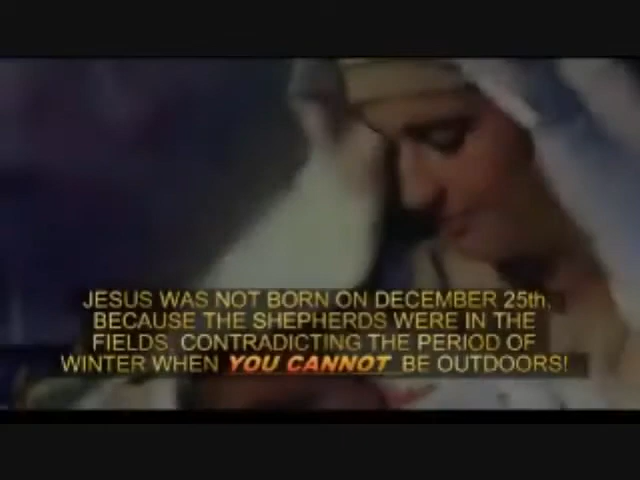 JESUS WAS NOT BORN ON DECEMBER 25th,
BECAUSE THE SHEPHERDS WERE IN THE
FIELDS, CONTRADICTING THE PERIOD OF
WINTER WHEN YOU CANNOT BE OUTDOORS!